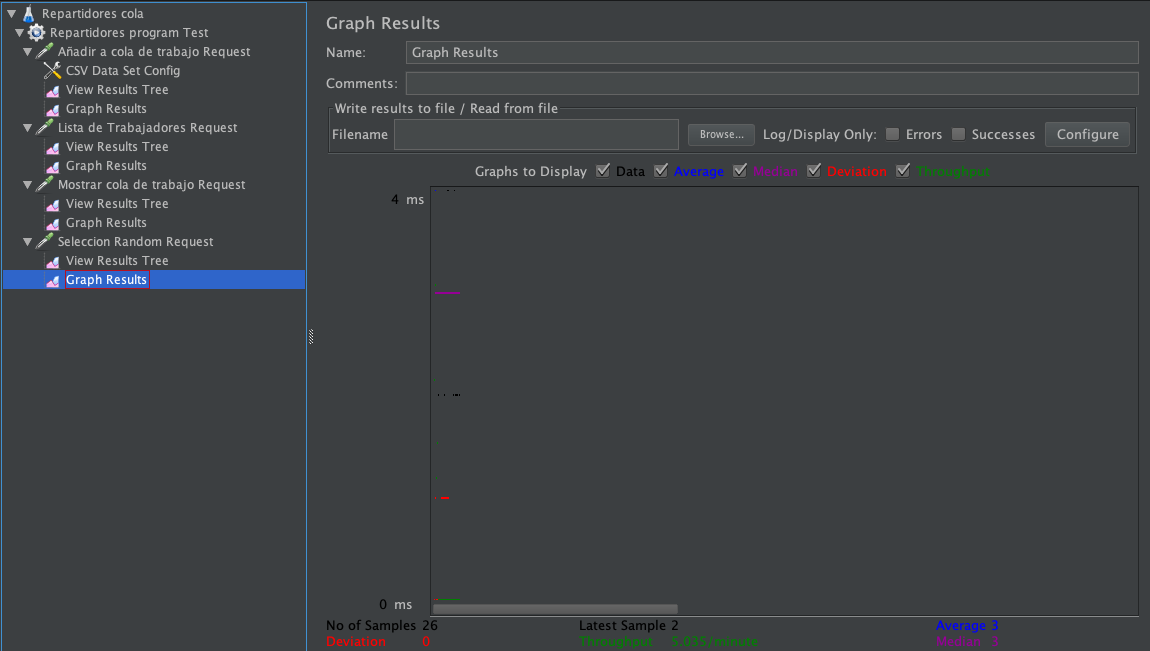 Repartidores cola
Repartidores program Test
Añadir a cola de trabajo Request
CSV Data Set Config
View Results Tree
Graph Results
Lista de Trabajadores Request
View Results Tree
Graph Results
Mostrar cola de trabajo Request
View Results Tree
Graph Results
Seleccion Random Request
View Results Tree
Graph Results
Graph Results
Name: Graph Results
Comments:
Write results to file / Read from file
Filename Browse... Log/Display Only: Errors Successes Configure
Graphs to Display Data Average Median Deviation Throughput
4 ms
0 ms
No of Samples 26 Latest Sample 2 Average 3
Deviation 0 Throughput 5.035/minute Median 3